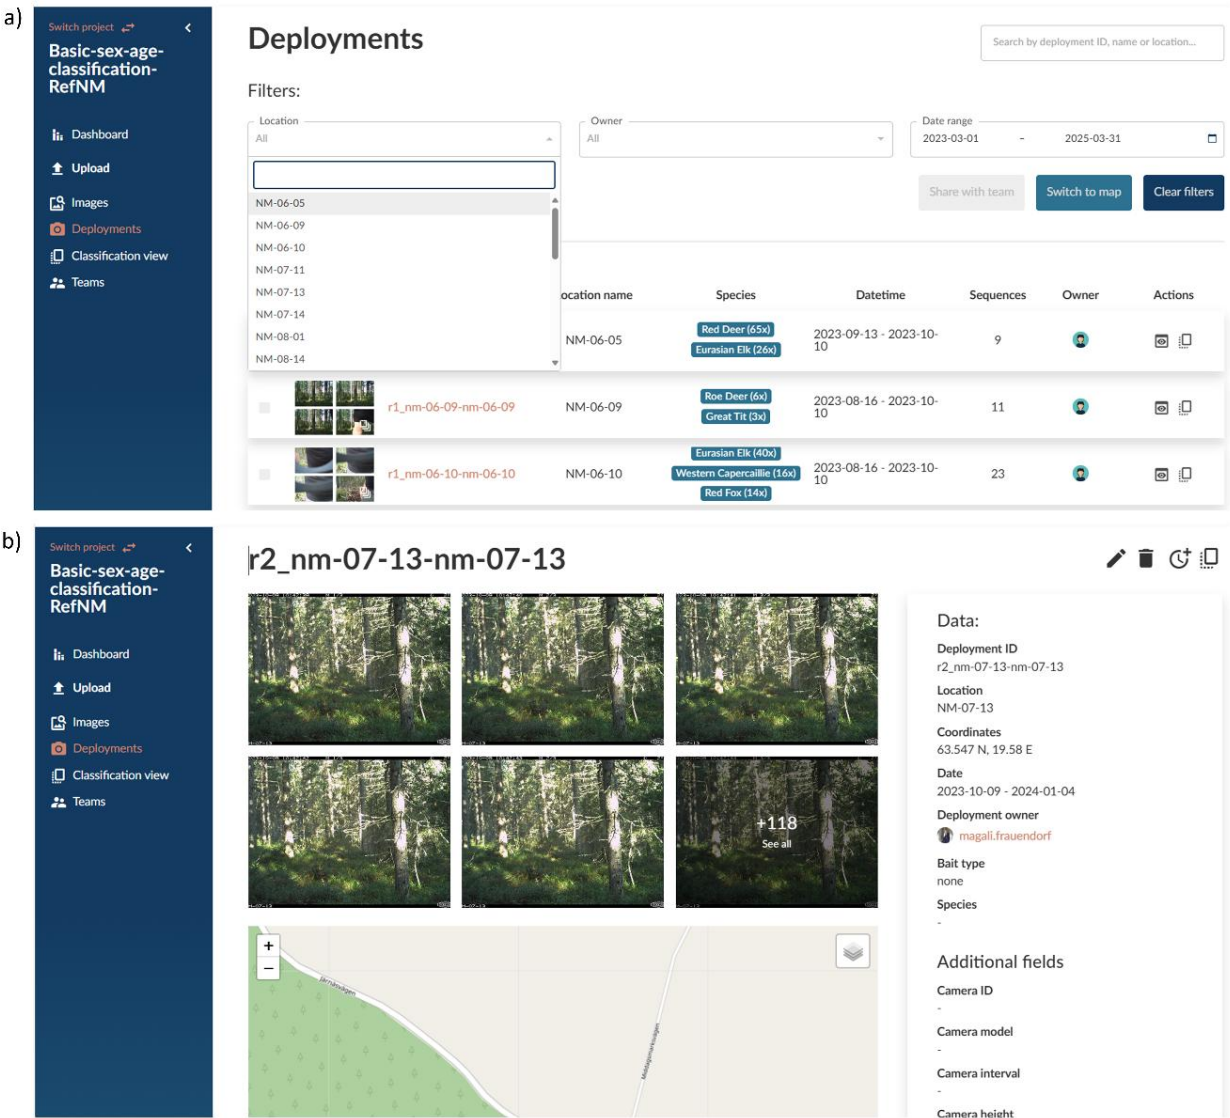 a)
Switch project
Basic-sex-age-
classification-
RefNM
Dashboard
Upload
Images
Deployments
Classification view
Teams
Deployments
Search by deployment ID, name or location...
Filters:
Location
All
Owner
All
Date range
2023-03-01 - 2025-03-31
Share with team
Switch to map
Clear filters
NM-06-05
NM-06-09
NM-06-10
NM-07-11
NM-07-13
NM-07-14
NM-08-01
NM-08-14
ocation name Species Datetime Sequences Owner Actions
NM-06-05
Red Deer (65x)
Eurasian Elk (26x)
2023-09-13 - 2023-10-
10
9
r1_nm-06-09-nm-06-09
NM-06-09
Roe Deer (6x)
Great Tit (3x)
2023-08-16 - 2023-10-
10
11
r1_nm-06-10-nm-06-10
NM-06-10
Eurasian Elk (40x)
Western Capercaillie (16x)
Red Fox (14x)
2023-08-16 - 2023-10-
10
23
b)
Switch project
Basic-sex-age-
classification-
RefNM
Dashboard
Upload
Images
Deployments
Classification view
Teams
r2_nm-07-13-nm-07-13
+118
See all
+
−
Järnäsvägen
Data:
Deployment ID
r2_nm-07-13-nm-07-13
Location
NM-07-13
Coordinates
63.547 N, 19.58 E
Date
2023-10-09 - 2024-01-04
Deployment owner
magali.frauendorf
Bait type
none
Species
-
Additional fields
Camera ID
-
Camera model
-
Camera interval
-
Camera height